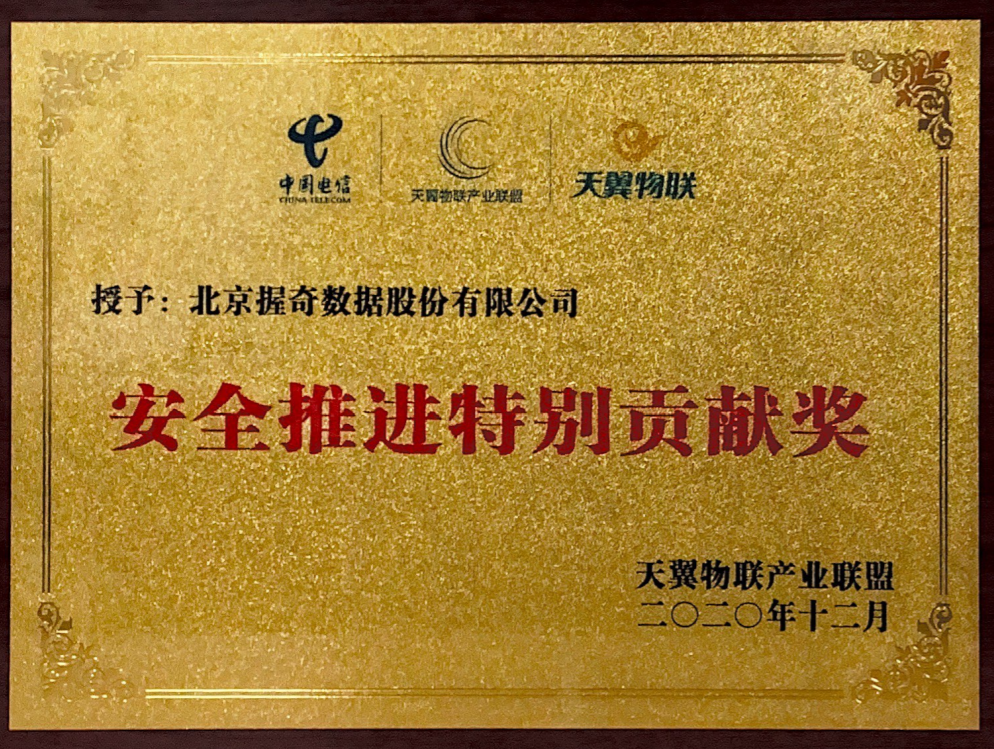 中国电信
CHINA TELECOM
天翼物联产业联盟
天翼物联
授予：北京握奇数据股份有限公司
安全推进特别贡献奖
天翼物联产业联盟
二〇二〇年十二月